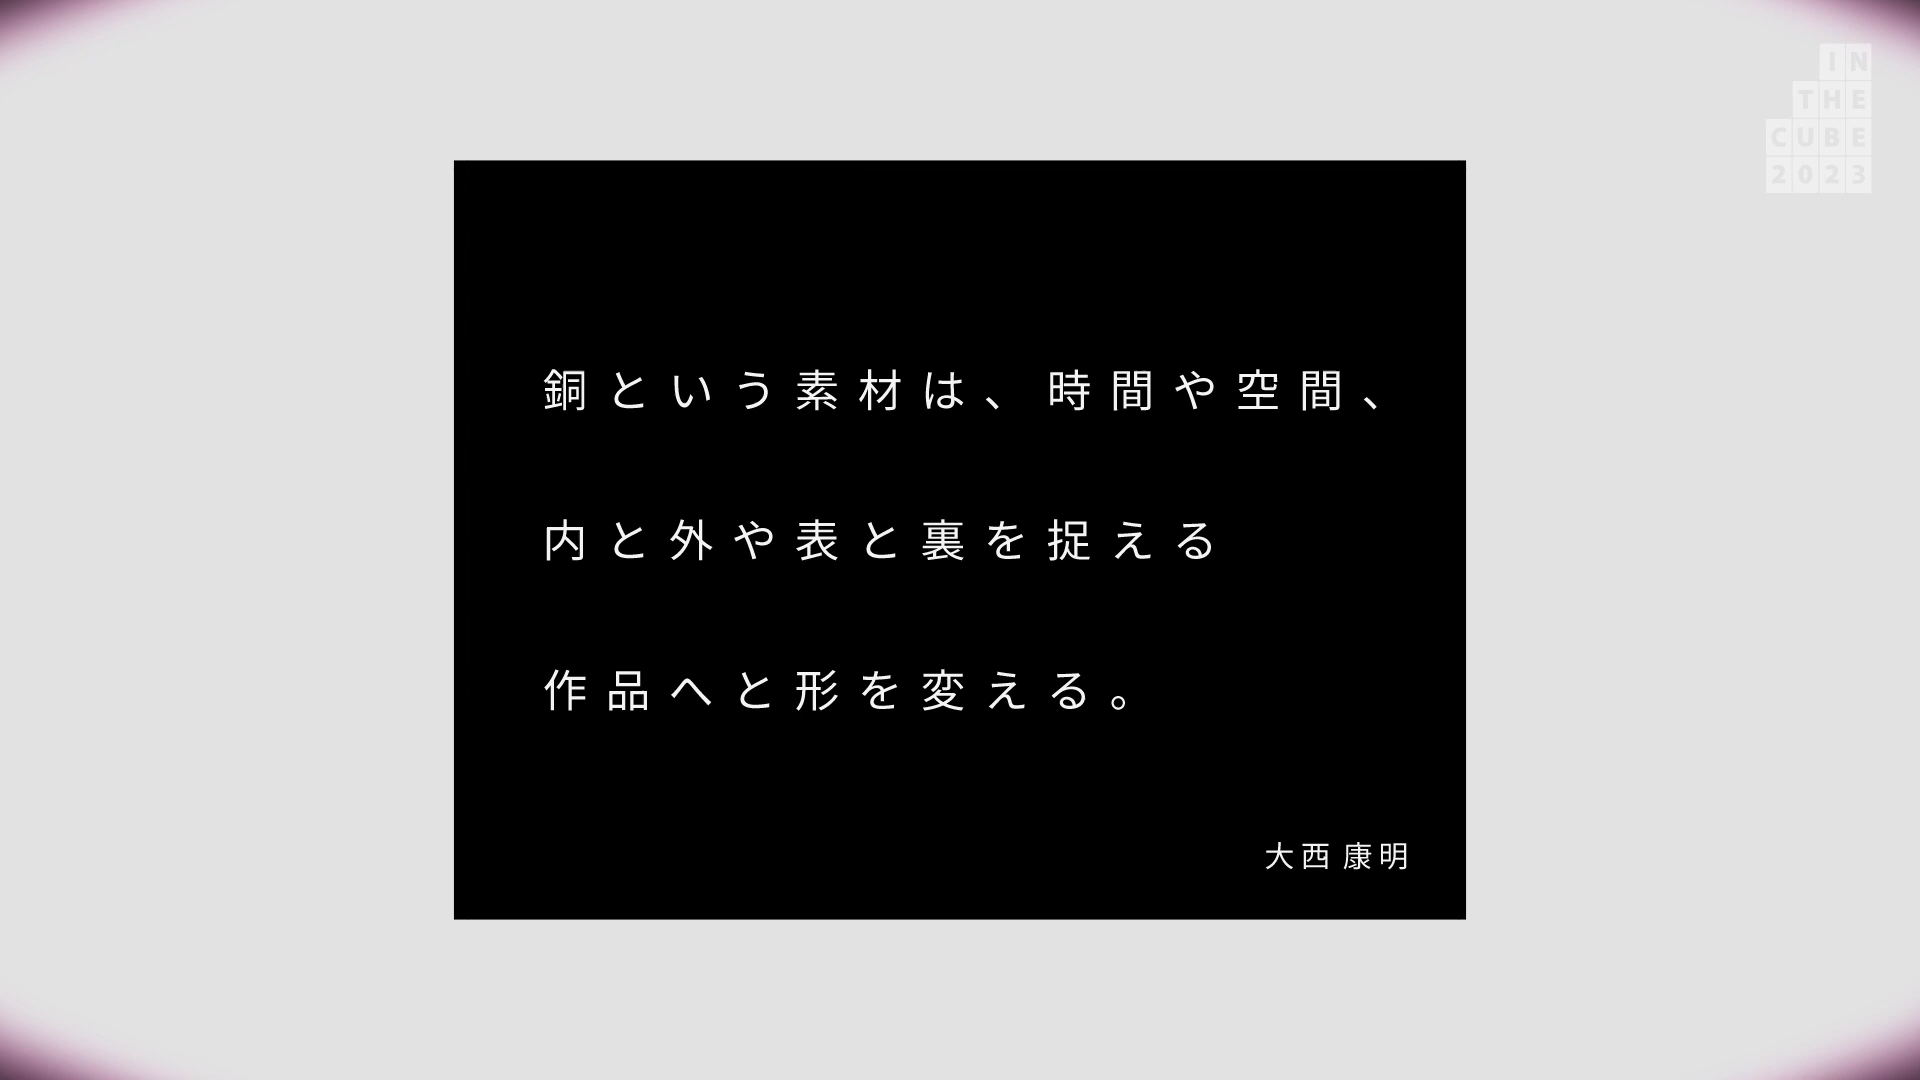 IN
THE
CUBE
2023
銅という素材は、時間や空間、
内と外や表と裏を捉える
作品へと形を変える。
大西 康明